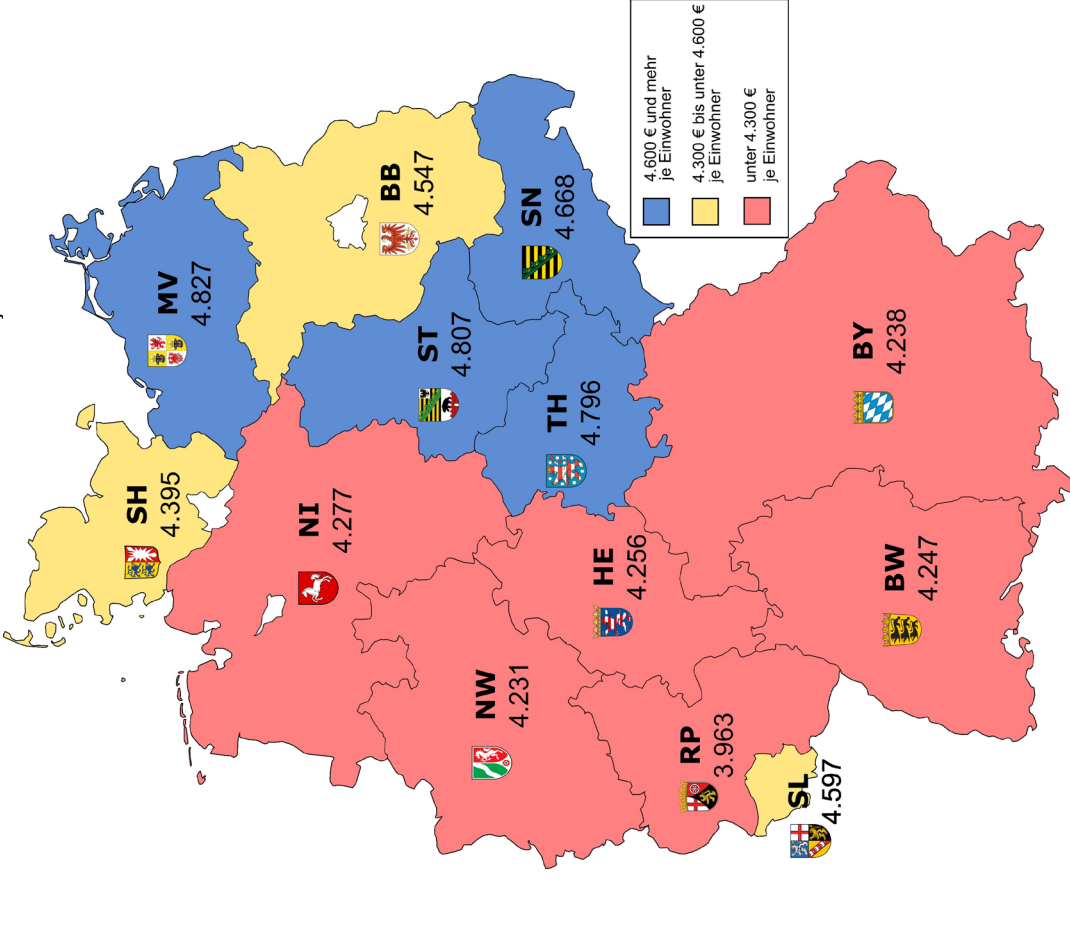 SH
4.395
MV
4.827
NI
4.277
BB
4.547
ST
4.807
NW
4.231
SN
4.668
TH
4.796
HE
4.256
RP
3.963
SL
4.597
BY
4.238
BW
4.247
4.600 € und mehr
je Einwohner
4.300 € bis unter 4.600 €
je Einwohner
unter 4.300 €
je Einwohner